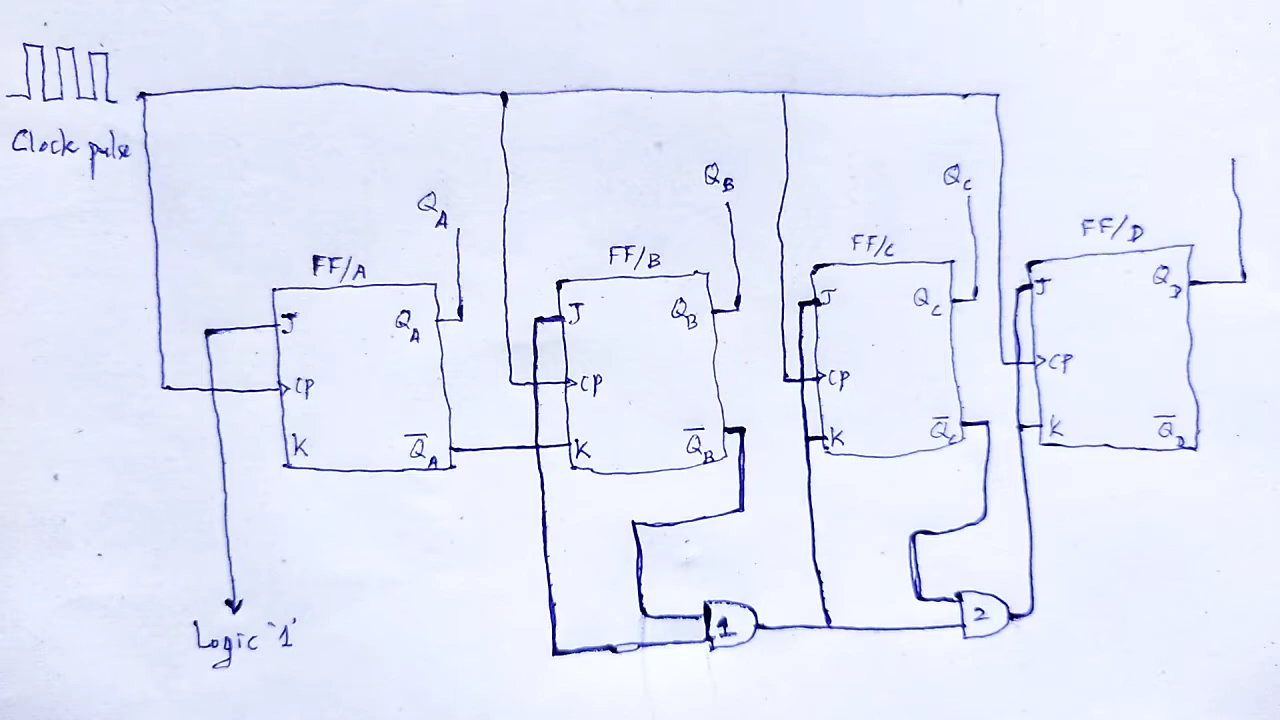 Clock pulse
Q_A
Q_B
Q_C
FF/A
FF/B
FF/C
FF/D
J
Q_A
CP
K
Q̅_A
J
Q_B
CP
K
Q̅_B
J
Q_C
CP
K
Q̅_C
J
Q_D
CP
K
Q̅_D
1
2
Logic '1'